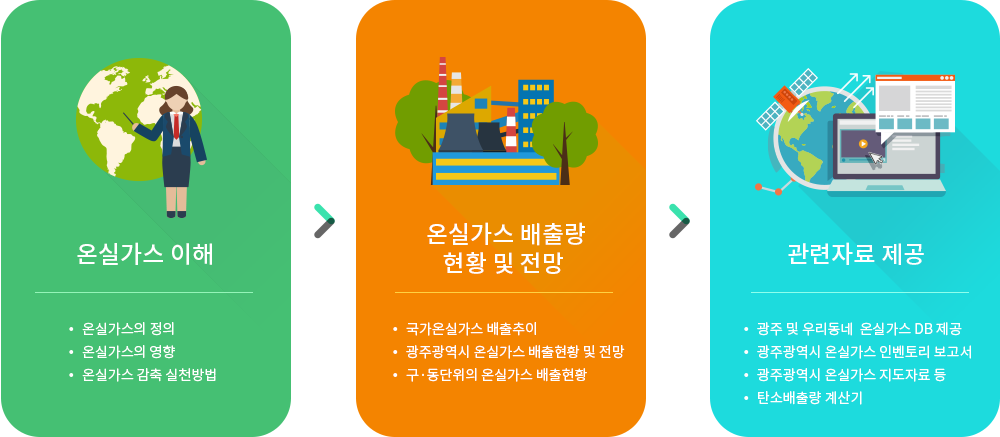 온실가스 이해
• 온실가스의 정의
• 온실가스의 영향
• 온실가스 감축 실천방법
온실가스 배출량
현황 및 전망
• 국가온실가스 배출추이
• 광주광역시 온실가스 배출현황 및 전망
• 구·동단위의 온실가스 배출현황
관련자료 제공
• 광주 및 우리동네 온실가스 DB 제공
• 광주광역시 온실가스 인벤토리 보고서
• 광주광역시 온실가스 지도자료 등
• 탄소배출량 계산기